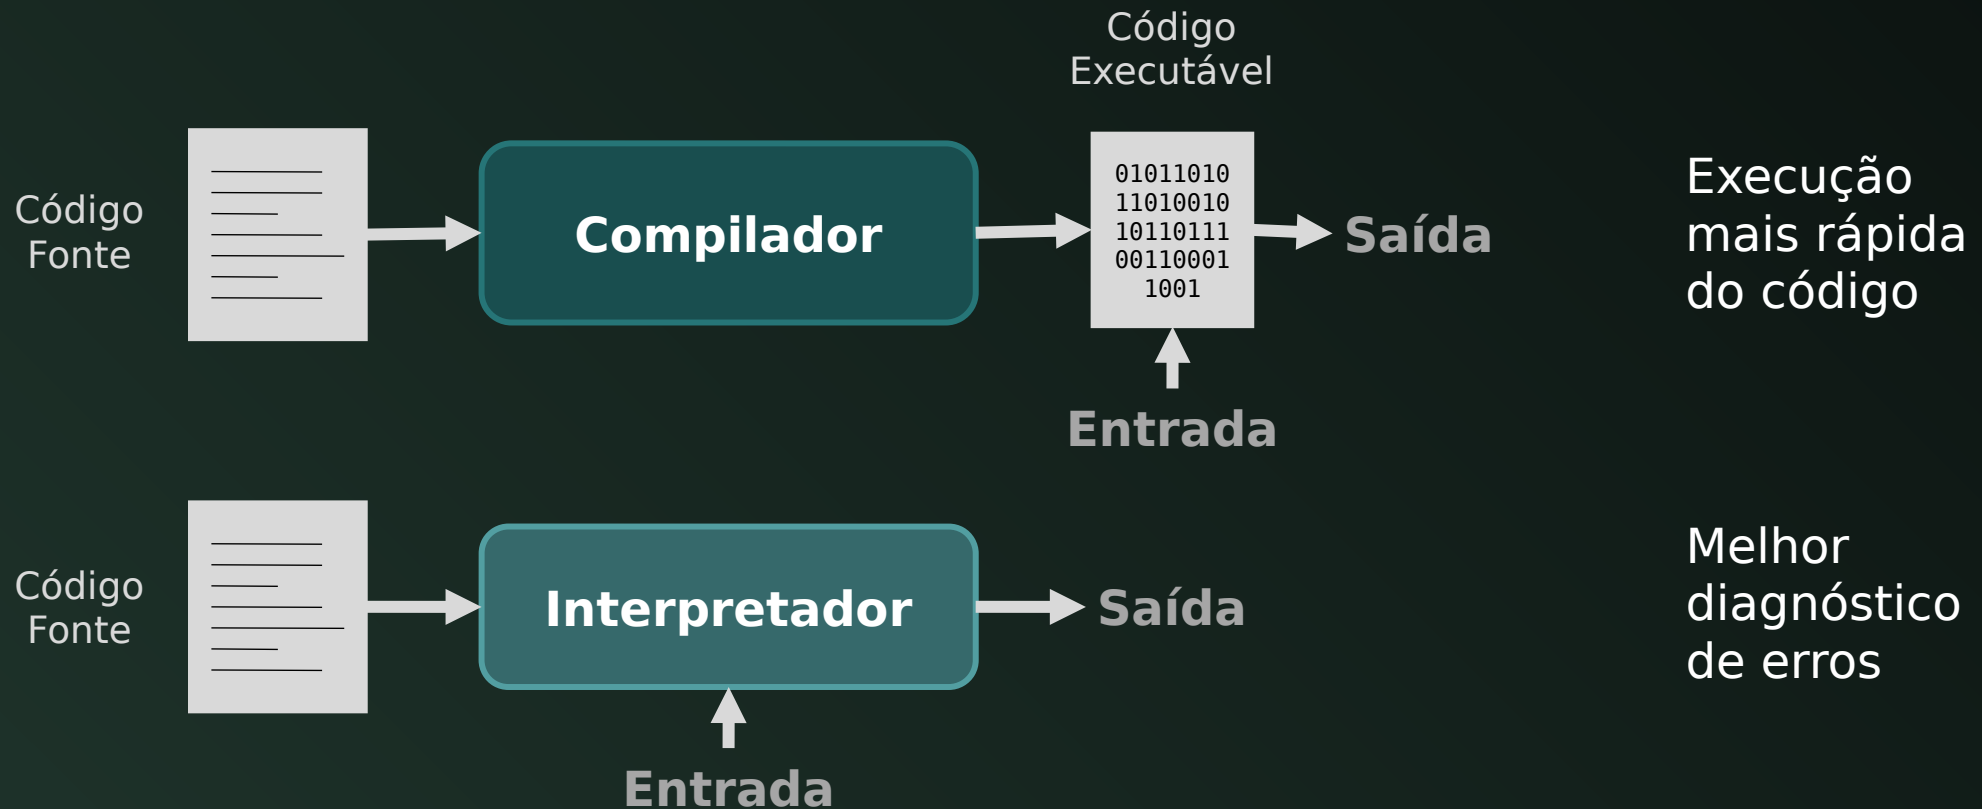 Código
Executável
Código
Fonte
Compilador
01011010
11010010
10110111
00110001
1001
Saída
Execução
mais rápida
do código
Entrada
Código
Fonte
Interpretador
Saída
Melhor
diagnóstico
de erros
Entrada